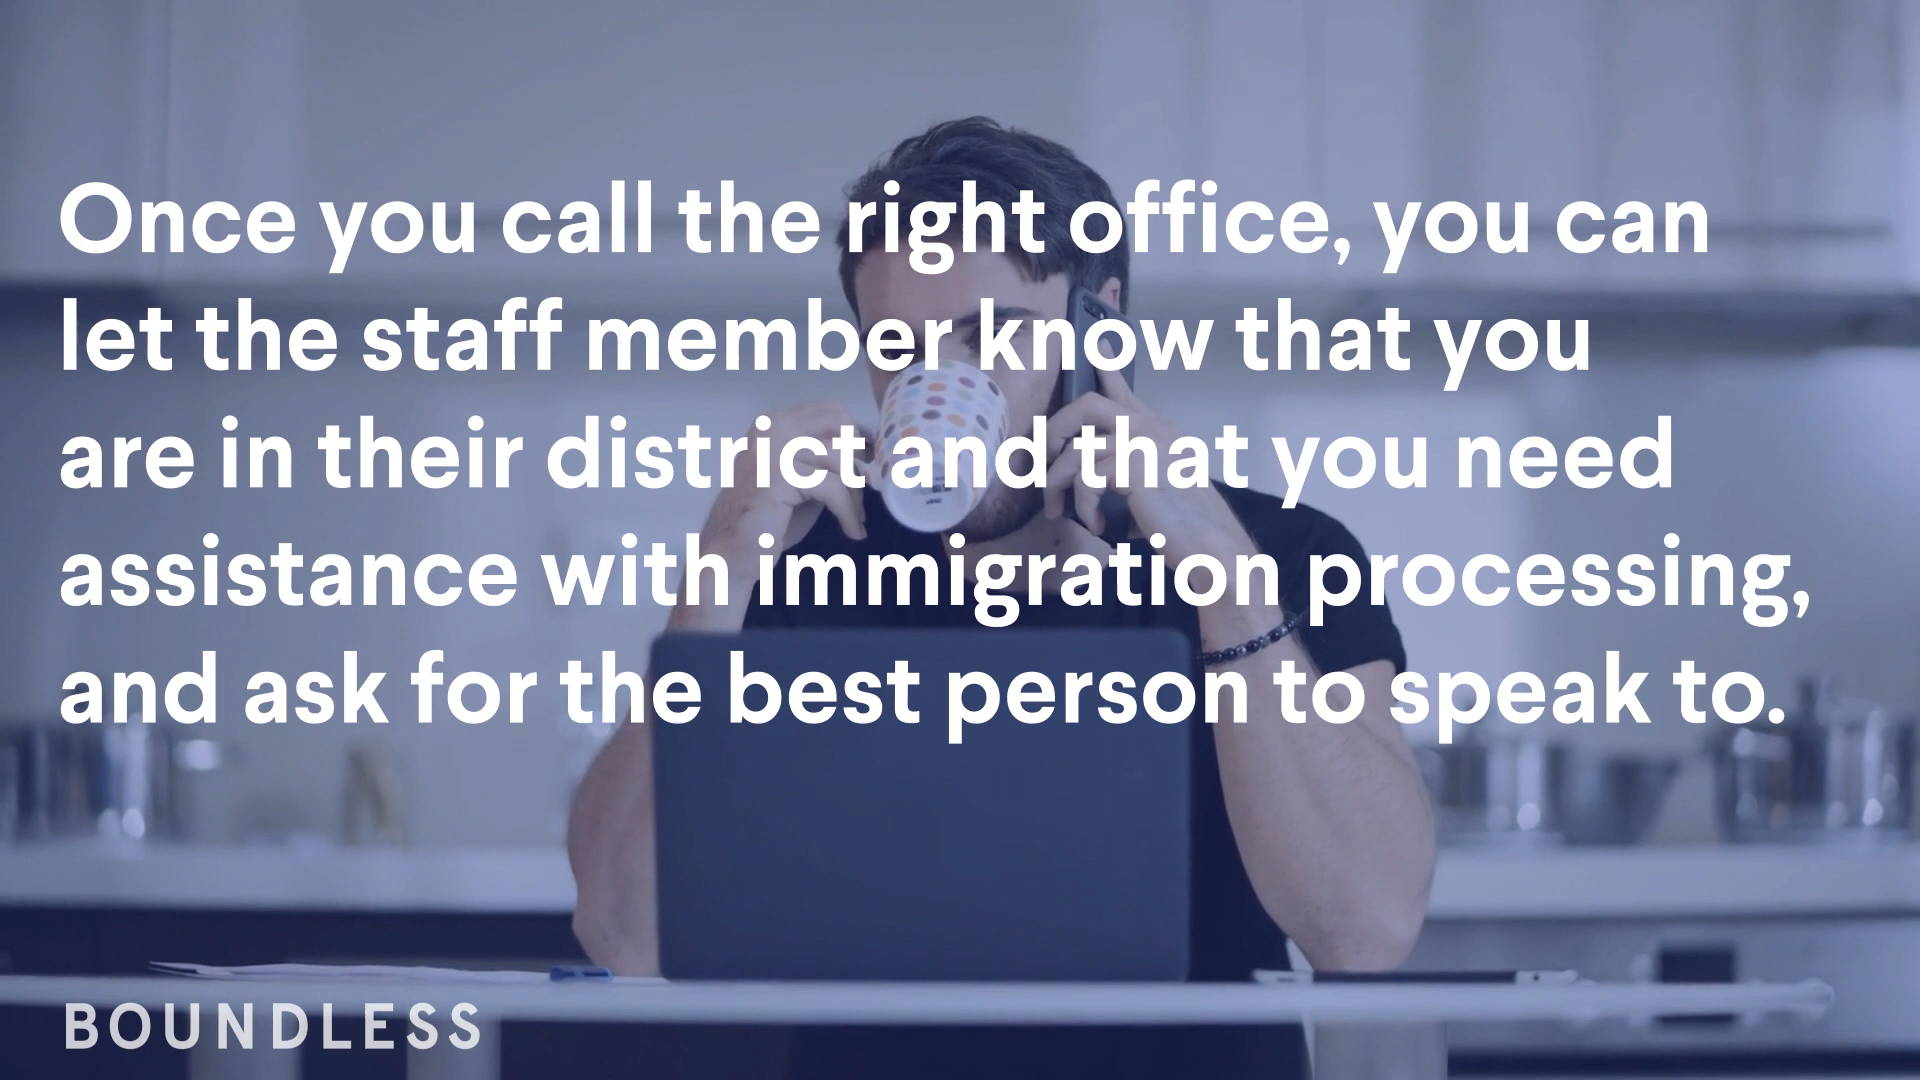 Once you call the right office, you can
let the staff member know that you
are in their district and that you need
assistance with immigration processing,
and ask for the best person to speak to.
BOUNDLESS